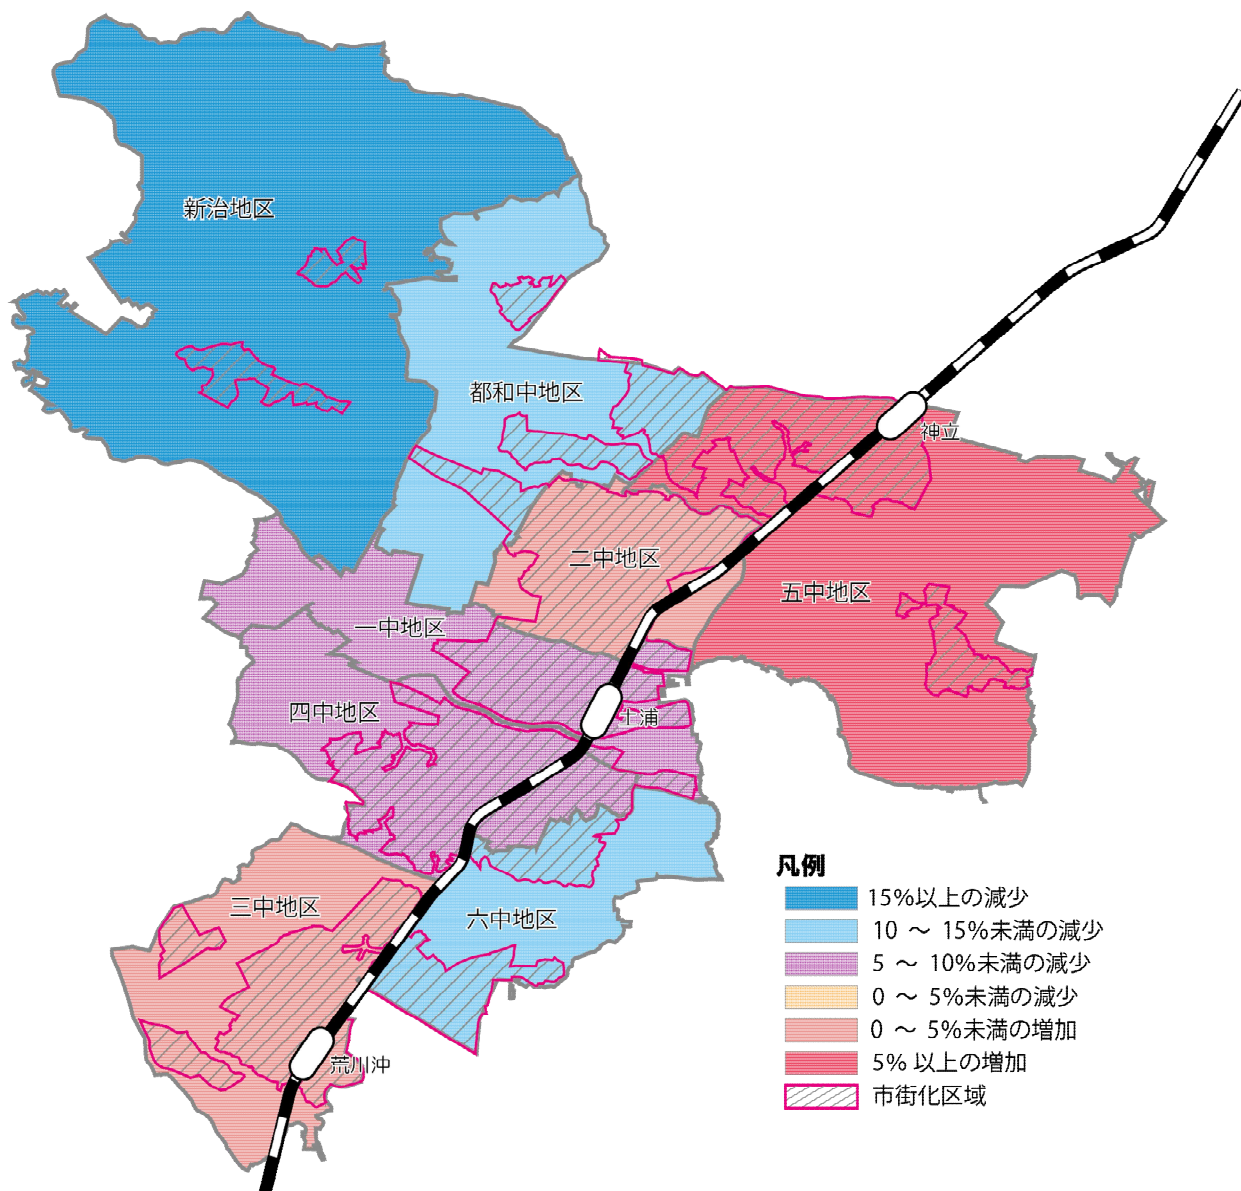 新治地区
都和中地区
神立
二中地区
五中地区
一中地区
四中地区
土浦
三中地区
六中地区
荒川沖
凡例
15%以上の減少
10 ～ 15%未満の減少
5 ～ 10%未満の減少
0 ～ 5%未満の減少
0 ～ 5%未満の増加
5% 以上の増加
市街化区域